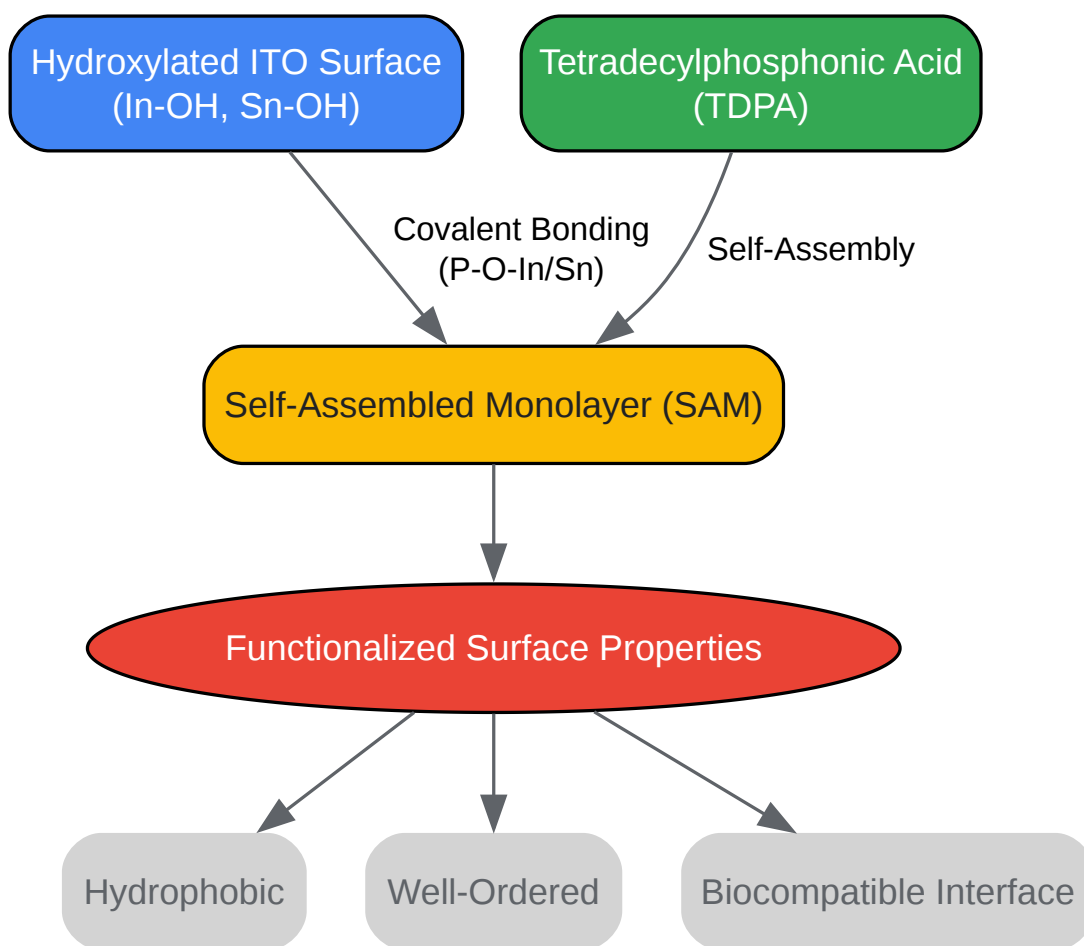 Hydroxylated ITO Surface
(In-OH, Sn-OH)
Tetradecylphosphonic Acid
(TDPA)
Covalent Bonding
(P-O-In/Sn)
Self-Assembly
Self-Assembled Monolayer (SAM)
Functionalized Surface Properties
Hydrophobic
Well-Ordered
Biocompatible Interface